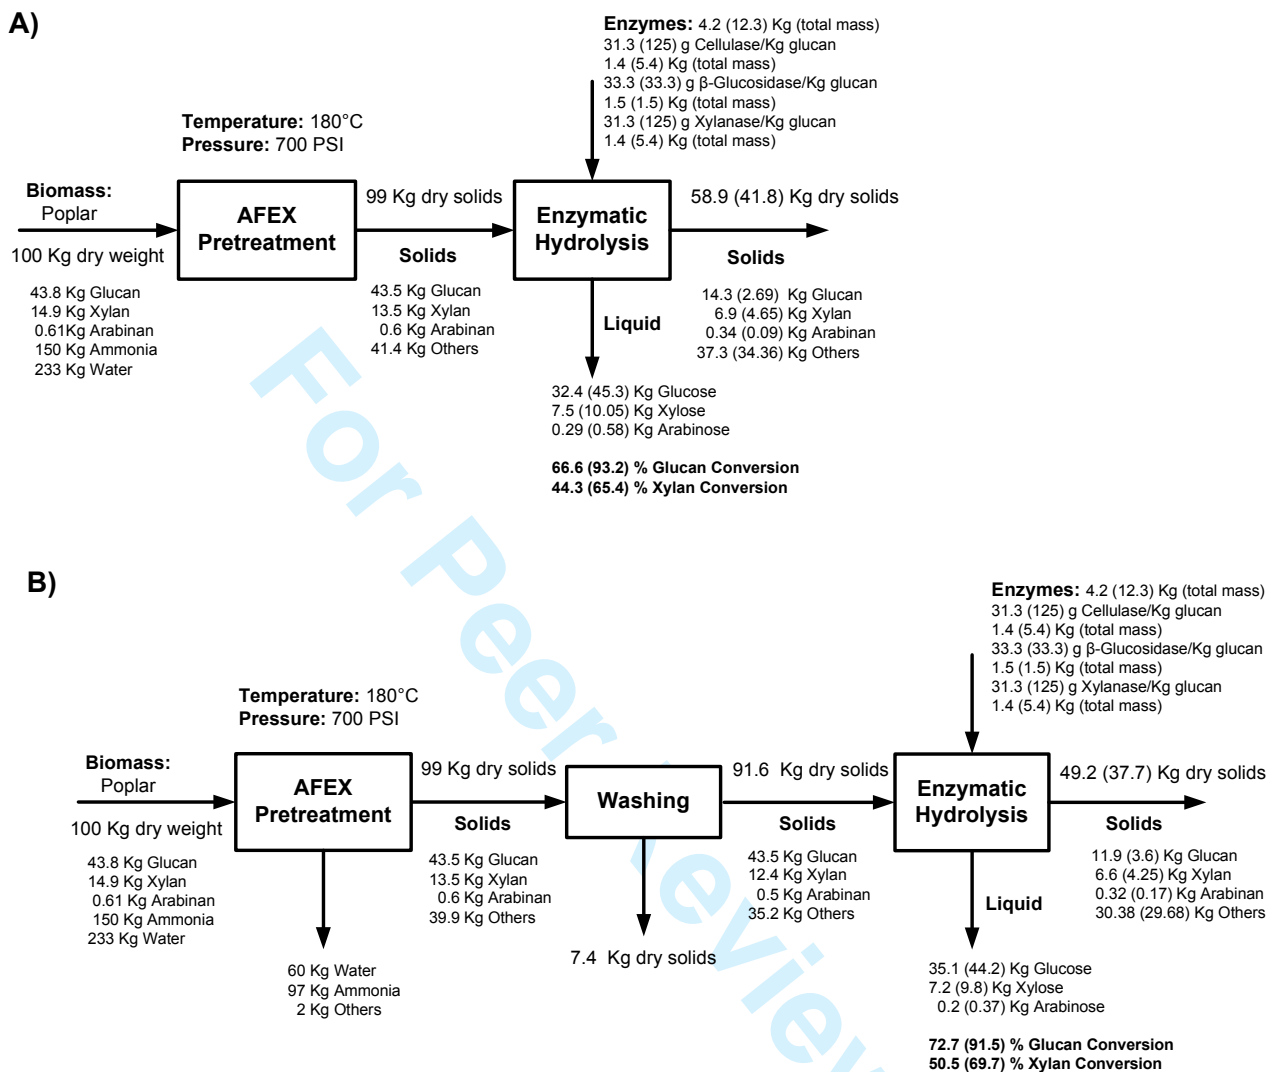 A)
Enzymes: 4.2 (12.3) Kg (total mass)
31.3 (125) g Cellulase/Kg glucan
1.4 (5.4) Kg (total mass)
33.3 (33.3) g β-Glucosidase/Kg glucan
1.5 (1.5) Kg (total mass)
31.3 (125) g Xylanase/Kg glucan
1.4 (5.4) Kg (total mass)
Temperature: 180°C
Pressure: 700 PSI
Biomass:
Poplar
100 Kg dry weight
43.8 Kg Glucan
14.9 Kg Xylan
0.61Kg Arabinan
150 Kg Ammonia
233 Kg Water
AFEX
Pretreatment
99 Kg dry solids
Solids
43.5 Kg Glucan
13.5 Kg Xylan
0.6 Kg Arabinan
41.4 Kg Others
Enzymatic
Hydrolysis
58.9 (41.8) Kg dry solids
Solids
14.3 (2.69) Kg Glucan
6.9 (4.65) Kg Xylan
0.34 (0.09) Kg Arabinan
37.3 (34.36) Kg Others
Liquid
32.4 (45.3) Kg Glucose
7.5 (10.05) Kg Xylose
0.29 (0.58) Kg Arabinose
66.6 (93.2) % Glucan Conversion
44.3 (65.4) % Xylan Conversion
For Peer Review
B)
Enzymes: 4.2 (12.3) Kg (total mass)
31.3 (125) g Cellulase/Kg glucan
1.4 (5.4) Kg (total mass)
33.3 (33.3) g β-Glucosidase/Kg glucan
1.5 (1.5) Kg (total mass)
31.3 (125) g Xylanase/Kg glucan
1.4 (5.4) Kg (total mass)
Temperature: 180°C
Pressure: 700 PSI
Biomass:
Poplar
100 Kg dry weight
43.8 Kg Glucan
14.9 Kg Xylan
0.61 Kg Arabinan
150 Kg Ammonia
233 Kg Water
AFEX
Pretreatment
60 Kg Water
97 Kg Ammonia
2 Kg Others
99 Kg dry solids
Solids
43.5 Kg Glucan
13.5 Kg Xylan
0.6 Kg Arabinan
39.9 Kg Others
Washing
7.4 Kg dry solids
91.6 Kg dry solids
Solids
43.5 Kg Glucan
12.4 Kg Xylan
0.5 Kg Arabinan
35.2 Kg Others
Enzymatic
Hydrolysis
49.2 (37.7) Kg dry solids
Solids
11.9 (3.6) Kg Glucan
6.6 (4.25) Kg Xylan
0.32 (0.17) Kg Arabinan
30.38 (29.68) Kg Others
Liquid
35.1 (44.2) Kg Glucose
7.2 (9.8) Kg Xylose
0.2 (0.37) Kg Arabinose
72.7 (91.5) % Glucan Conversion
50.5 (69.7) % Xylan Conversion